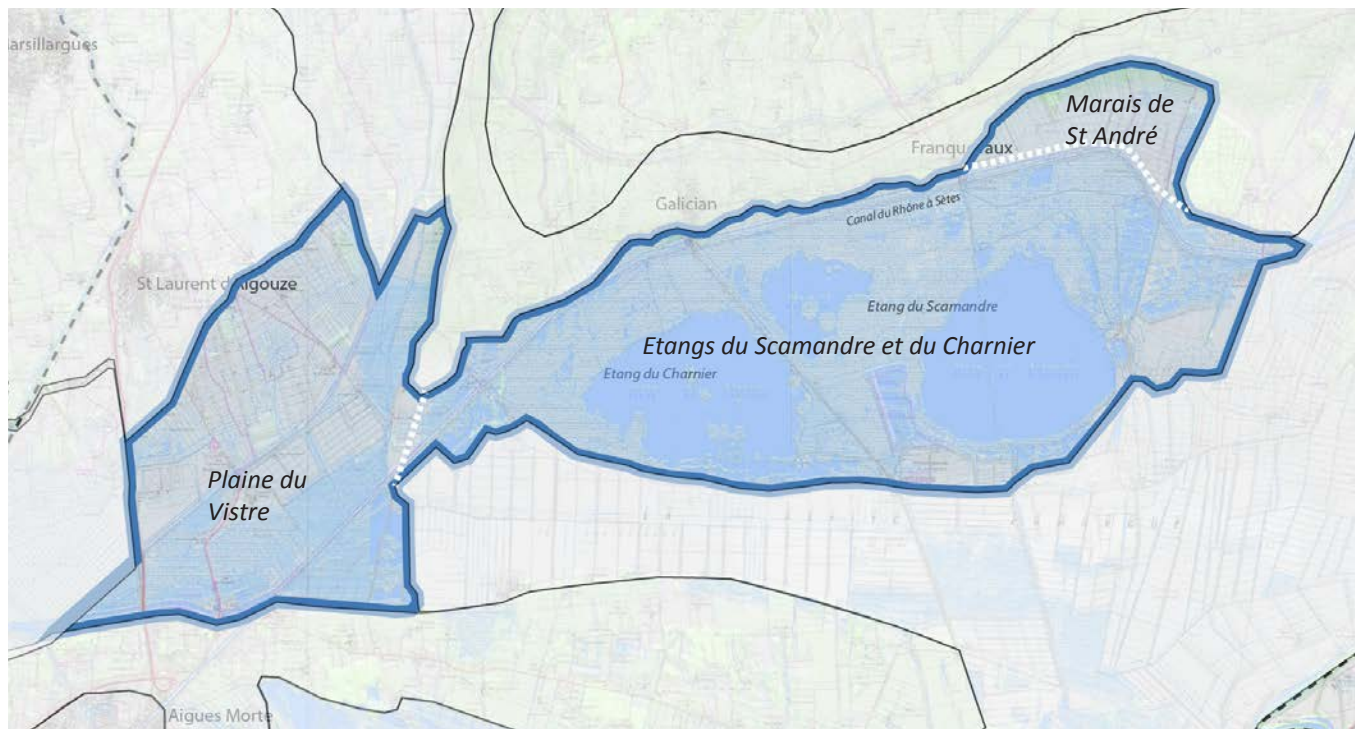 arsillargues
Marais de
St André
Franquevaux
Galician
Canal du Rhône à Sètes
St Laurent d'Aigouze
Etang du Scamandre
Etangs du Scamandre et du Charnier
Etang du Charnier
Plaine du
Vistre
Aigues Morte